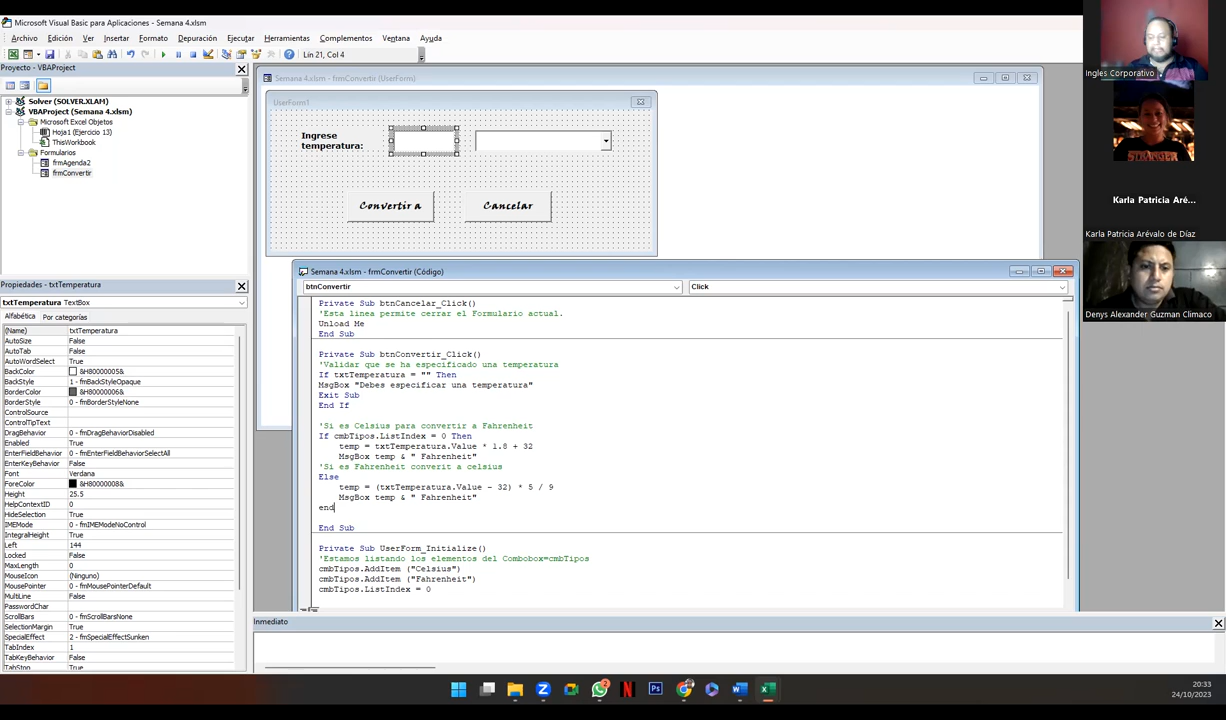 Microsoft Visual Basic para Aplicaciones - Semana 4.xlsm
Archivo Edición Ver Insertar Formato Depuración Ejecutar Herramientas Complementos Ventana Ayuda
Lín 21, Col 4
Proyecto - VBAProject
Solver (SOLVER.XLAM)
VBAProject (Semana 4.xlsm)
Microsoft Excel Objetos
Hoja1 (Ejercicio 13)
ThisWorkbook
Formularios
frmAgenda2
frmConvertir
Propiedades - txtTemperatura
txtTemperatura TextBox
Alfabética Por categorías
(Name) txtTemperatura
AutoSize False
AutoTab False
AutoWordSelect True
BackColor &H80000005&
BackStyle 1 - fmBackStyleOpaque
BorderColor &H80000006&
BorderStyle 0 - fmBorderStyleNone
ControlSource
ControlTipText
DragBehavior 0 - fmDragBehaviorDisabled
Enabled True
EnterFieldBehavior 0 - fmEnterFieldBehaviorSelectAll
EnterKeyBehavior False
Font Verdana
ForeColor &H80000008&
Height 25.5
HelpContextID 0
HideSelection True
IMEMode 0 - fmIMEModeNoControl
IntegralHeight True
Left 144
Locked False
MaxLength 0
MouseIcon (Ninguno)
MousePointer 0 - fmMousePointerDefault
MultiLine False
PasswordChar
ScrollBars 0 - fmScrollBarsNone
SelectionMargin True
SpecialEffect 2 - fmSpecialEffectSunken
TabIndex 1
TabKeyBehavior False
TabStop True
Semana 4.xlsm - frmConvertir (UserForm)
UserForm1
Ingrese
temperatura:
Convertir a Cancelar
Semana 4.xlsm - frmConvertir (Código)
btnConvertir Click
Private Sub btnCancelar_Click()
'Esta linea permite cerrar el Formulario actual.
Unload Me
End Sub
Private Sub btnConvertir_Click()
'Validar que se ha especificado una temperatura
If txtTemperatura = "" Then
MsgBox "Debes especificar una temperatura"
Exit Sub
End If
'Si es Celsius para convertir a Fahrenheit
If cmbTipos.ListIndex = 0 Then
temp = txtTemperatura.Value * 1.8 + 32
MsgBox temp & " Fahrenheit"
'Si es Fahrenheit converit a celsius
Else
temp = (txtTemperatura.Value - 32) * 5 / 9
MsgBox temp & " Fahrenheit"
end
End Sub
Private Sub UserForm_Initialize()
'Estamos listando los elementos del Combobox=cmbTipos
cmbTipos.AddItem ("Celsius")
cmbTipos.AddItem ("Fahrenheit")
cmbTipos.ListIndex = 0
Inmediato
Ingles Corporativo
STRANGER
Karla Patricia Aré...
Karla Patricia Arévalo de Díaz
Denys Alexander Guzman Climaco
2
20:33
24/10/2023